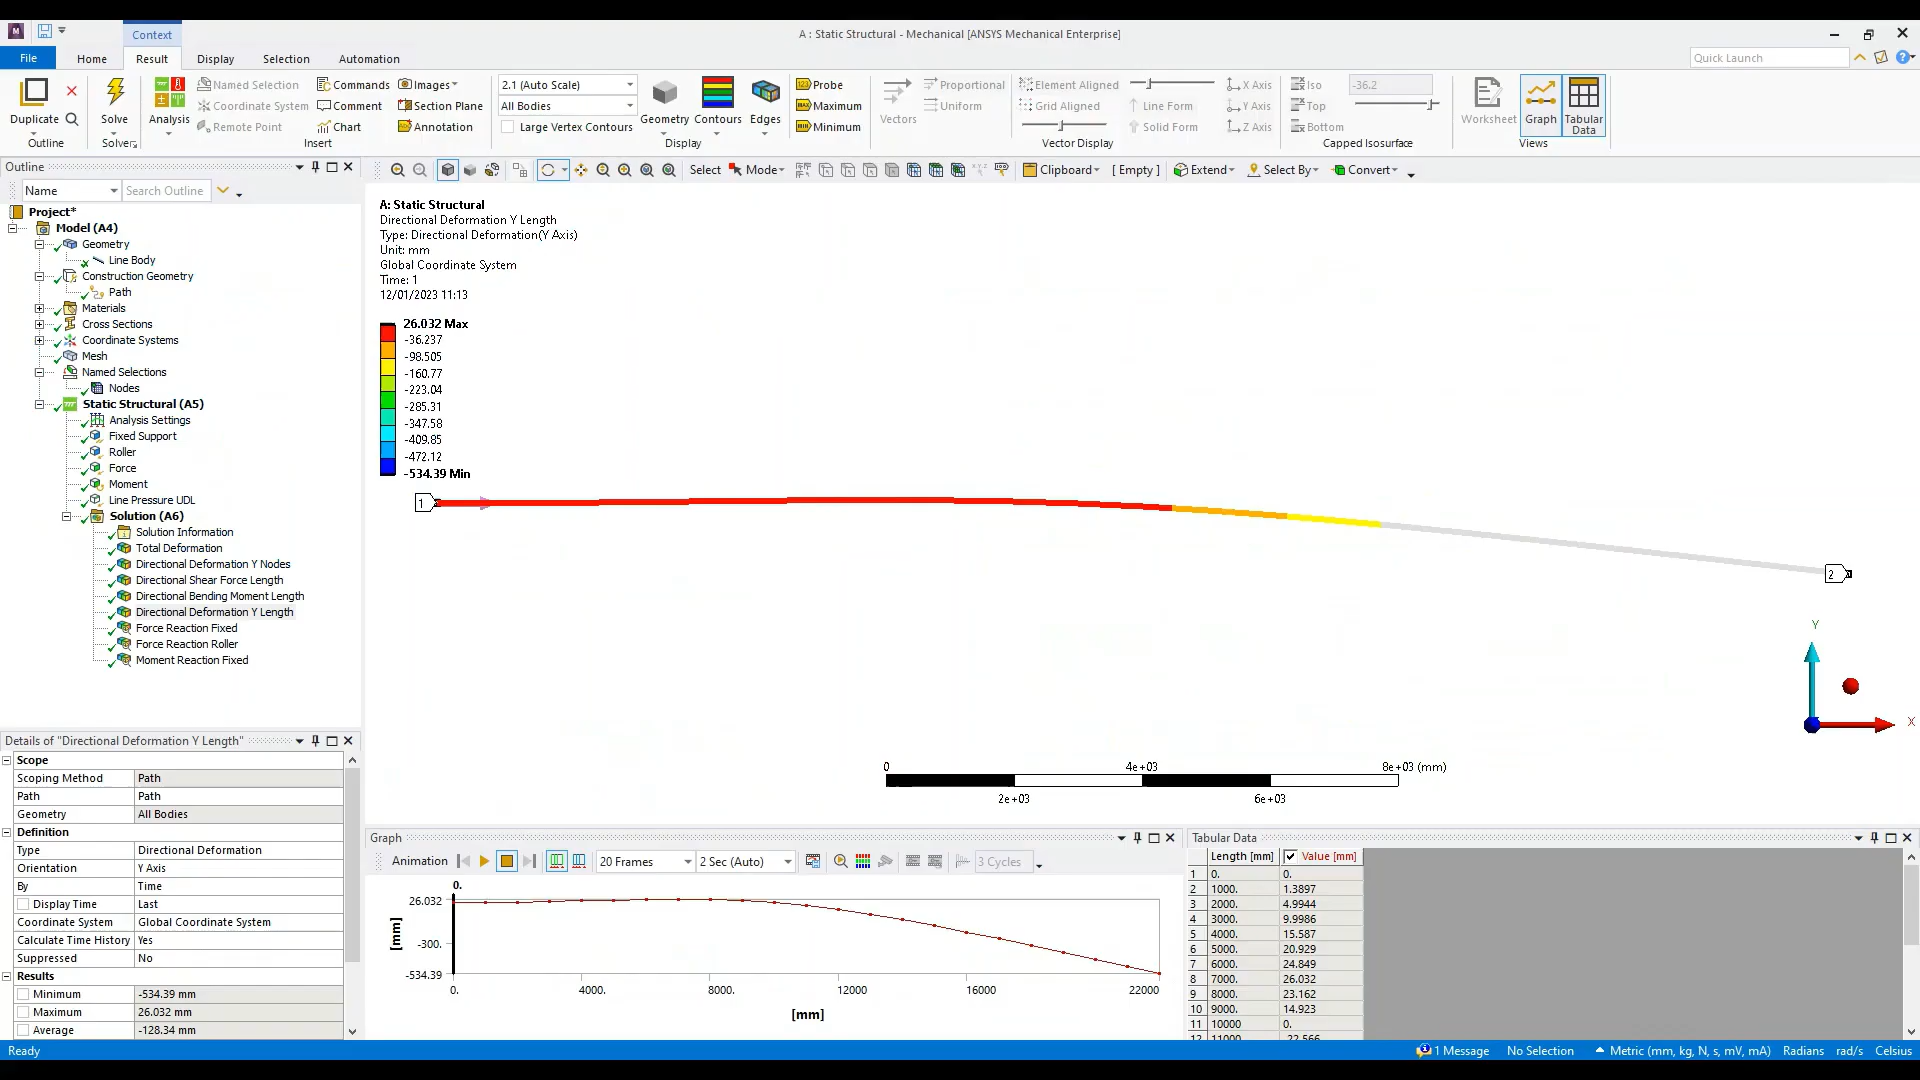 Context
A : Static Structural - Mechanical [ANSYS Mechanical Enterprise]
File
Home
Result
Display
Selection
Automation
Quick Launch
Duplicate
Outline
Solve
Solver
Analysis
Named Selection
Coordinate System
Remote Point
Commands
Comment
Chart
Images
Section Plane
Annotation
Insert
2.1 (Auto Scale)
All Bodies
Large Vertex Contours
Geometry
Contours
Edges
Display
Probe
Maximum
Minimum
Vectors
Proportional
Uniform
Element Aligned
Grid Aligned
Line Form
Solid Form
X Axis
Y Axis
Z Axis
Vector Display
Iso
Top
Bottom
-36.2
Capped Isosurface
Worksheet
Graph
Tabular Data
Views
Outline
Name
Search Outline
Select
Mode
Clipboard
[ Empty ]
Extend
Select By
Convert
Project*
Model (A4)
Geometry
Line Body
Construction Geometry
Path
Materials
Cross Sections
Coordinate Systems
Mesh
Named Selections
Nodes
Static Structural (A5)
Analysis Settings
Fixed Support
Roller
Force
Moment
Line Pressure UDL
Solution (A6)
Solution Information
Total Deformation
Directional Deformation Y Nodes
Directional Shear Force Length
Directional Bending Moment Length
Directional Deformation Y Length
Force Reaction Fixed
Force Reaction Roller
Moment Reaction Fixed
A: Static Structural
Directional Deformation Y Length
Type: Directional Deformation(Y Axis)
Unit: mm
Global Coordinate System
Time: 1
12/01/2023 11:13
26.032 Max
-36.237
-98.505
-160.77
-223.04
-285.31
-347.58
-409.85
-472.12
-534.39 Min
1
2
Y
X
0
4e+03
8e+03 (mm)
2e+03
6e+03
Details of "Directional Deformation Y Length"
Scope
Scoping Method Path
Path Path
Geometry All Bodies
Definition
Type Directional Deformation
Orientation Y Axis
By Time
Display Time Last
Coordinate System Global Coordinate System
Calculate Time History Yes
Suppressed No
Results
Minimum -534.39 mm
Maximum 26.032 mm
Average -128.34 mm
Graph
Animation
20 Frames
2 Sec (Auto)
3 Cycles
0.
26.032
-300.
-534.39
[mm]
0. 4000. 8000. 12000 16000 22000
[mm]
Tabular Data
Length [mm] Value [mm]
1 0. 0.
2 1000. 1.3897
3 2000. 4.9944
4 3000. 9.9986
5 4000. 15.587
6 5000. 20.929
7 6000. 24.849
8 7000. 26.032
9 8000. 23.162
10 9000. 14.923
11 10000 0.
12 11000 -22.566
Ready
1 Message
No Selection
Metric (mm, kg, N, s, mV, mA)
Radians
rad/s
Celsius